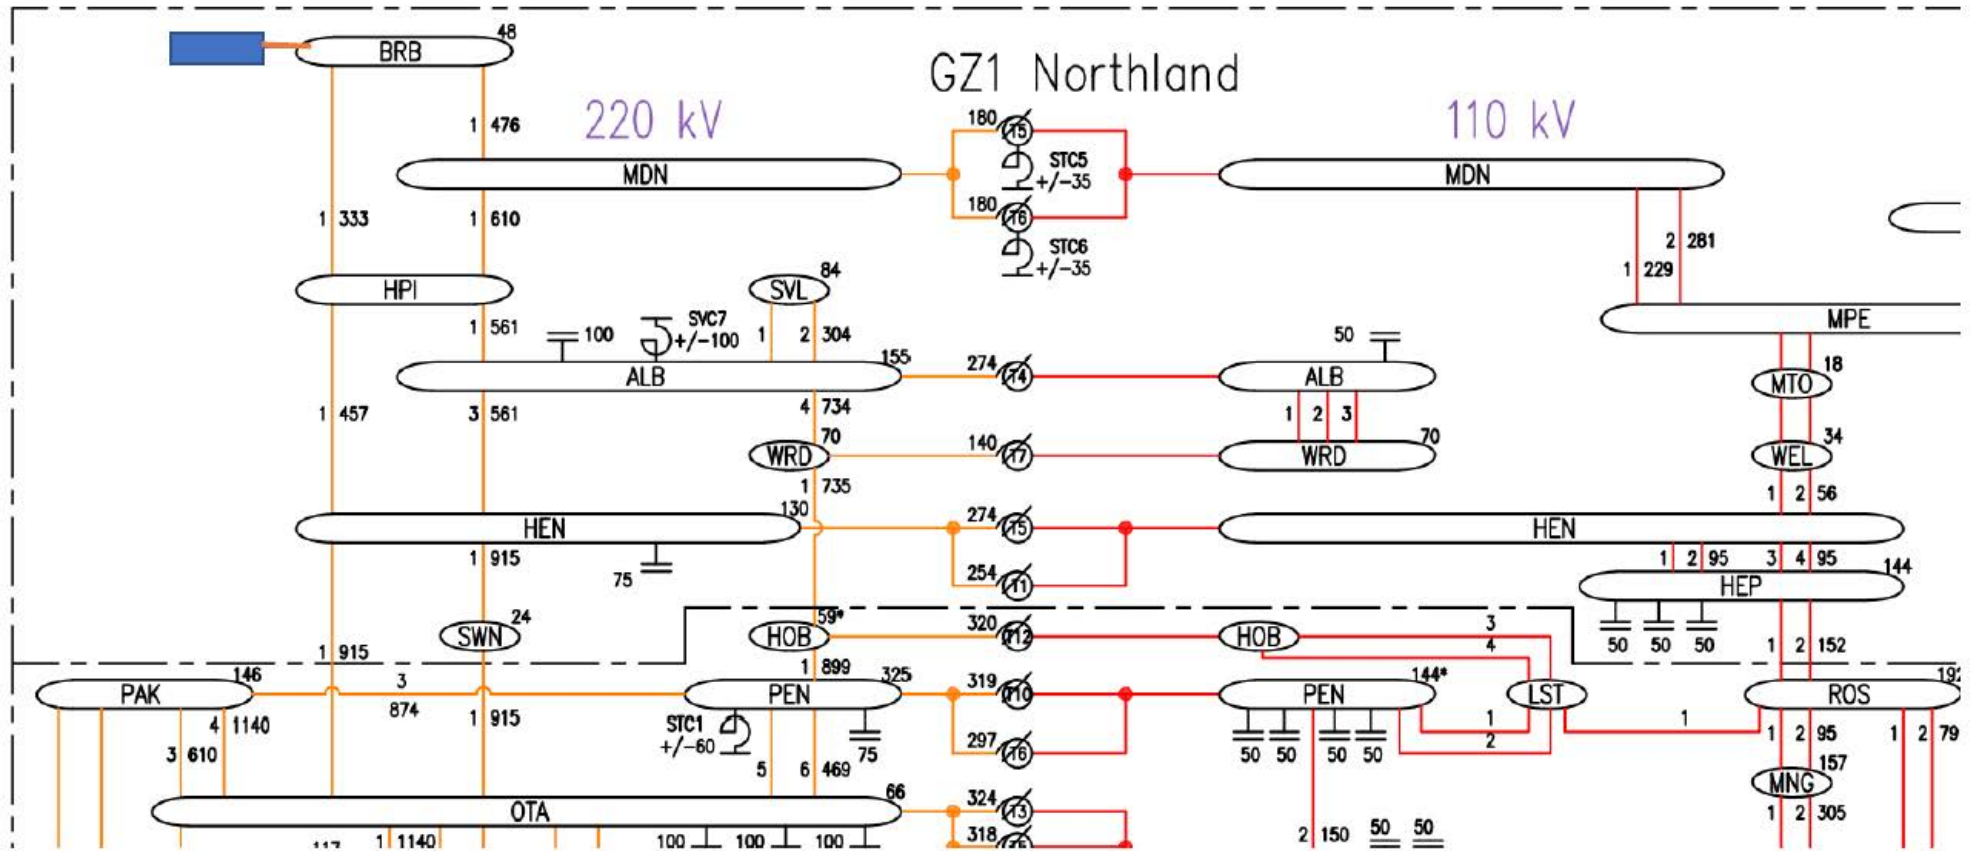 48
BRB
GZ1 Northland
1 476
220 kV
180
T5
110 kV
STC5
+/-35
MDN
MDN
1 333
1 610
180
T6
2 281
STC6
+/-35
1 229
84
HPI
SVL
SVC7
+/-100
MPE
1 561
100
1
2 304
50
155
274
T4
18
ALB
ALB
MTO
1 457
3 561
4 734
1 2 3
70
140
T7
70
34
WRD
WRD
WEL
1 735
1 2 56
130
274
T5
HEN
HEN
1 915
1 2 95
3 4 95
75
254
T1
144
HEP
24
59*
320
T12
3
SWN
HOB
HOB
50 50 50
4
1 915
1 899
1 2 152
146
3
325
319
T10
144*
PAK
PEN
PEN
LST
ROS
874
4 1140
1 915
STC1
+/-60
1
1
1 2 95
1 2 79
3 610
75
297
T6
50 50 50 50
2
5
6 469
157
MNG
66
324
T3
OTA
1 2 305
1 1140
100 100 100
318
2 150
50 50